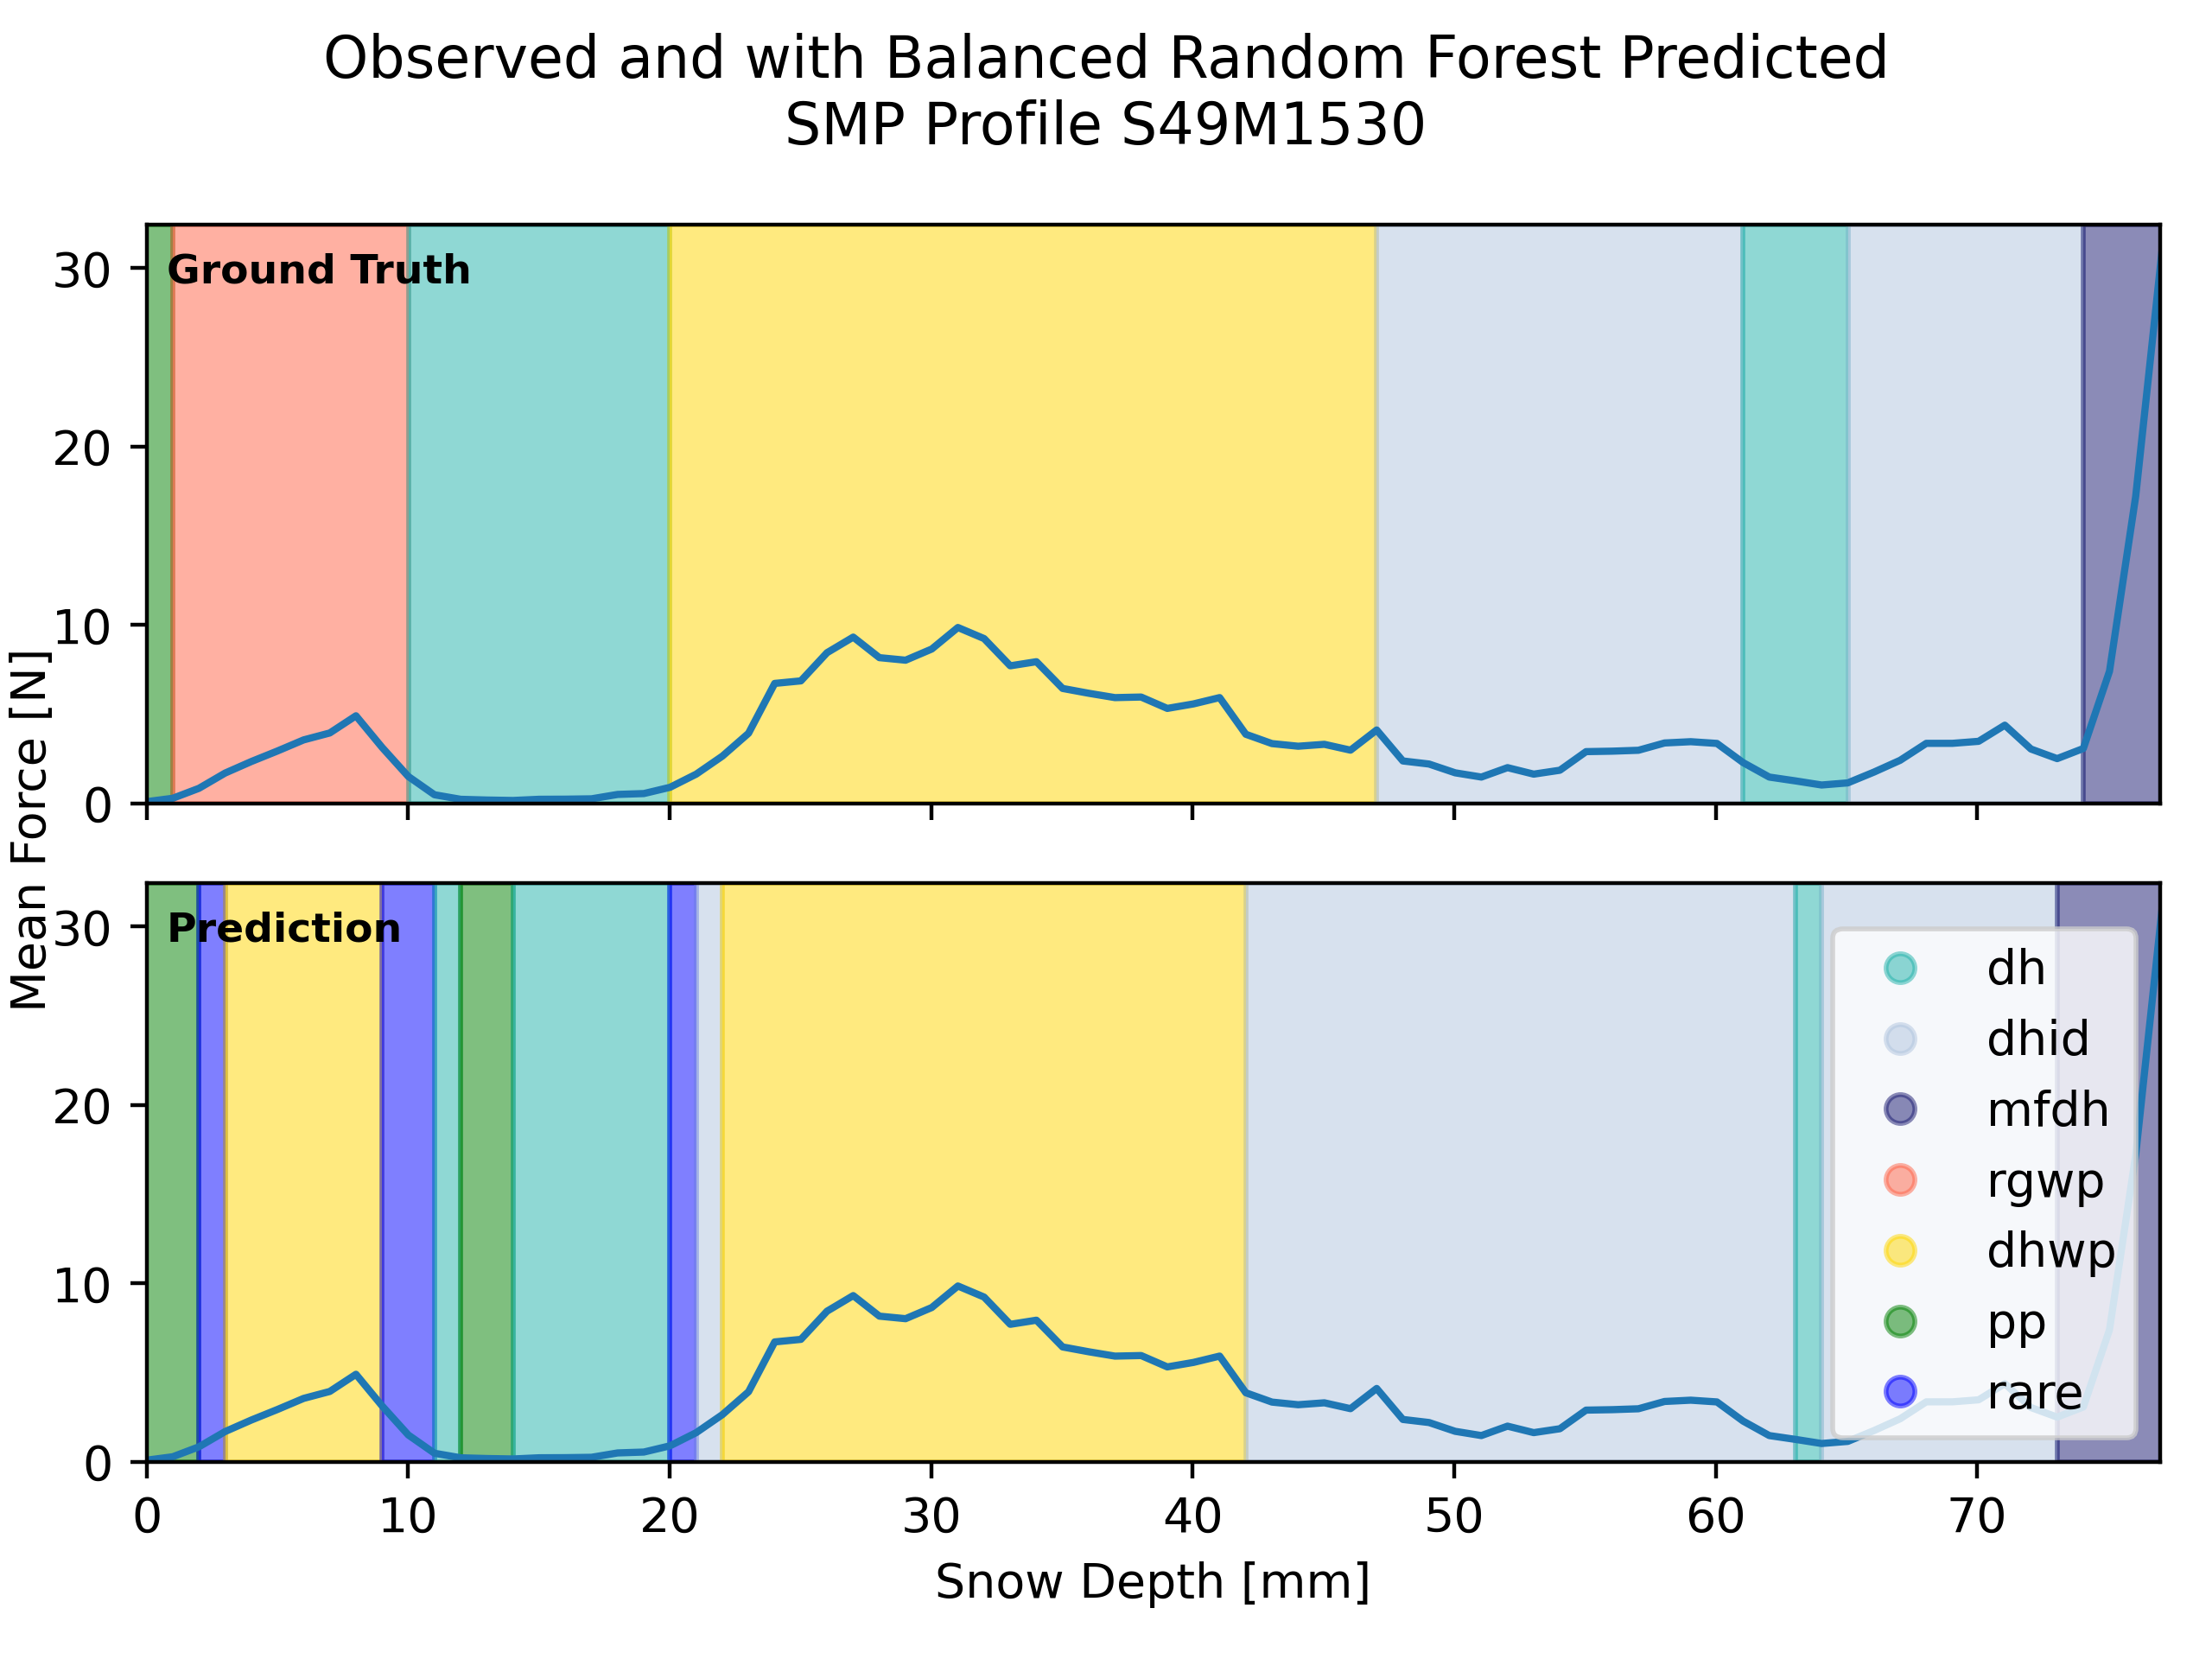 Observed and with Balanced Random Forest Predicted
SMP Profile S49M1530
Mean Force [N]
30
20
10
0
Ground Truth
30
20
10
0
Prediction
dh
dhid
mfdh
rgwp
dhwp
pp
rare
0 10 20 30 40 50 60 70
Snow Depth [mm]